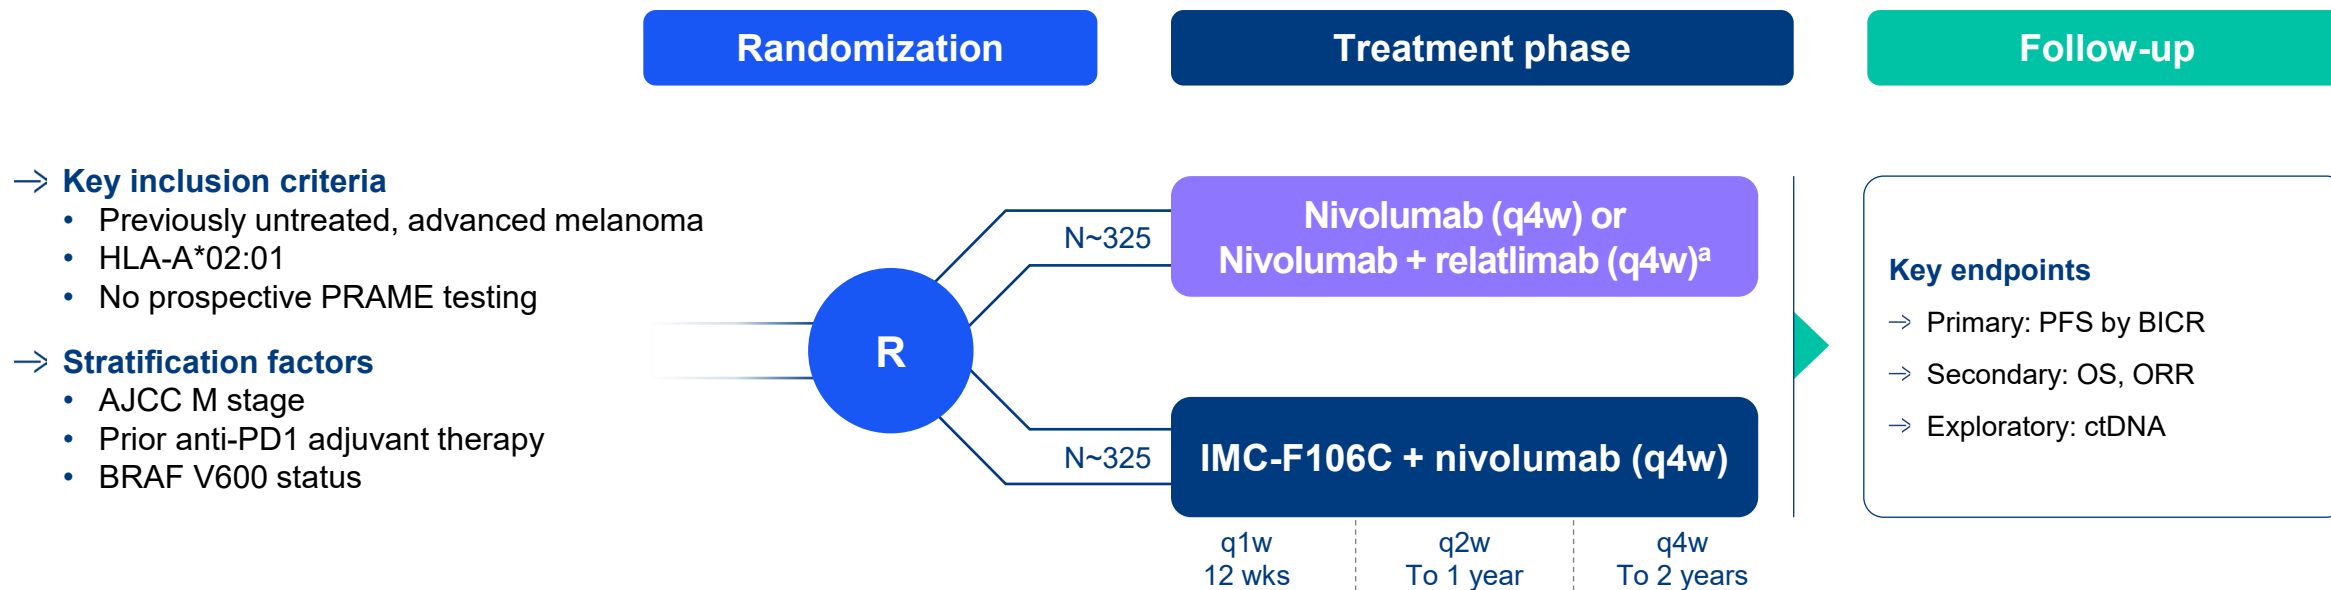 Randomization
Treatment phase
Follow-up
Key inclusion criteria
• Previously untreated, advanced melanoma
• HLA-A*02:01
• No prospective PRAME testing
Stratification factors
• AJCC M stage
• Prior anti-PD1 adjuvant therapy
• BRAF V600 status
R
N~325
Nivolumab (q4w) or
Nivolumab + relatlimab (q4w)ᵃ
N~325
IMC-F106C + nivolumab (q4w)
q1w
12 wks
q2w
To 1 year
q4w
To 2 years
Key endpoints
Primary: PFS by BICR
Secondary: OS, ORR
Exploratory: ctDNA